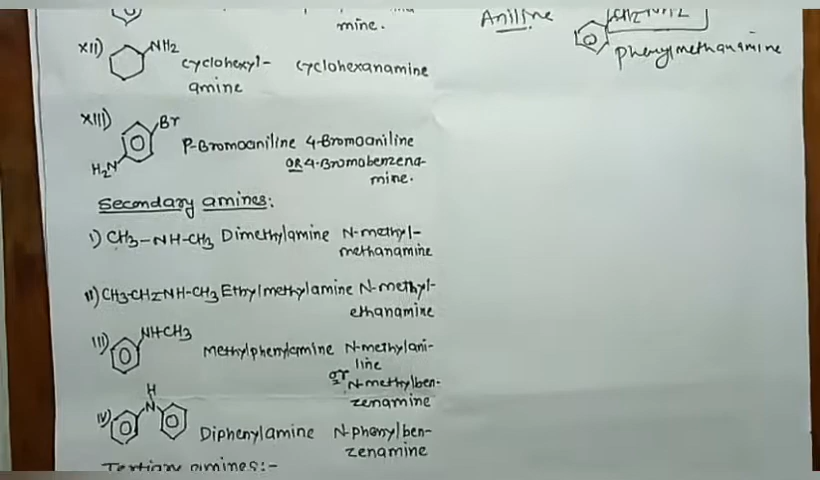 mine.
Aniline
XII) NH2 cyclohexyl- cyclohexanamine
amine
phenylmethanamine
XIII) Br
H2N P-Bromoaniline 4-Bromoaniline
OR 4-Bromobenzena-
mine.
Secondary amines:
I) CH3-NH-CH3 Dimethylamine N-methyl-
methanamine
II) CH3-CH2NH-CH3 Ethylmethylamine N-methyl-
ethanamine
III) NHCH3 Methylphenylamine N-methylani-
line
or N-methylben-
zenamine
IV) H
N Diphenylamine N-phenylben-
zenamine
Tertiary amines:-